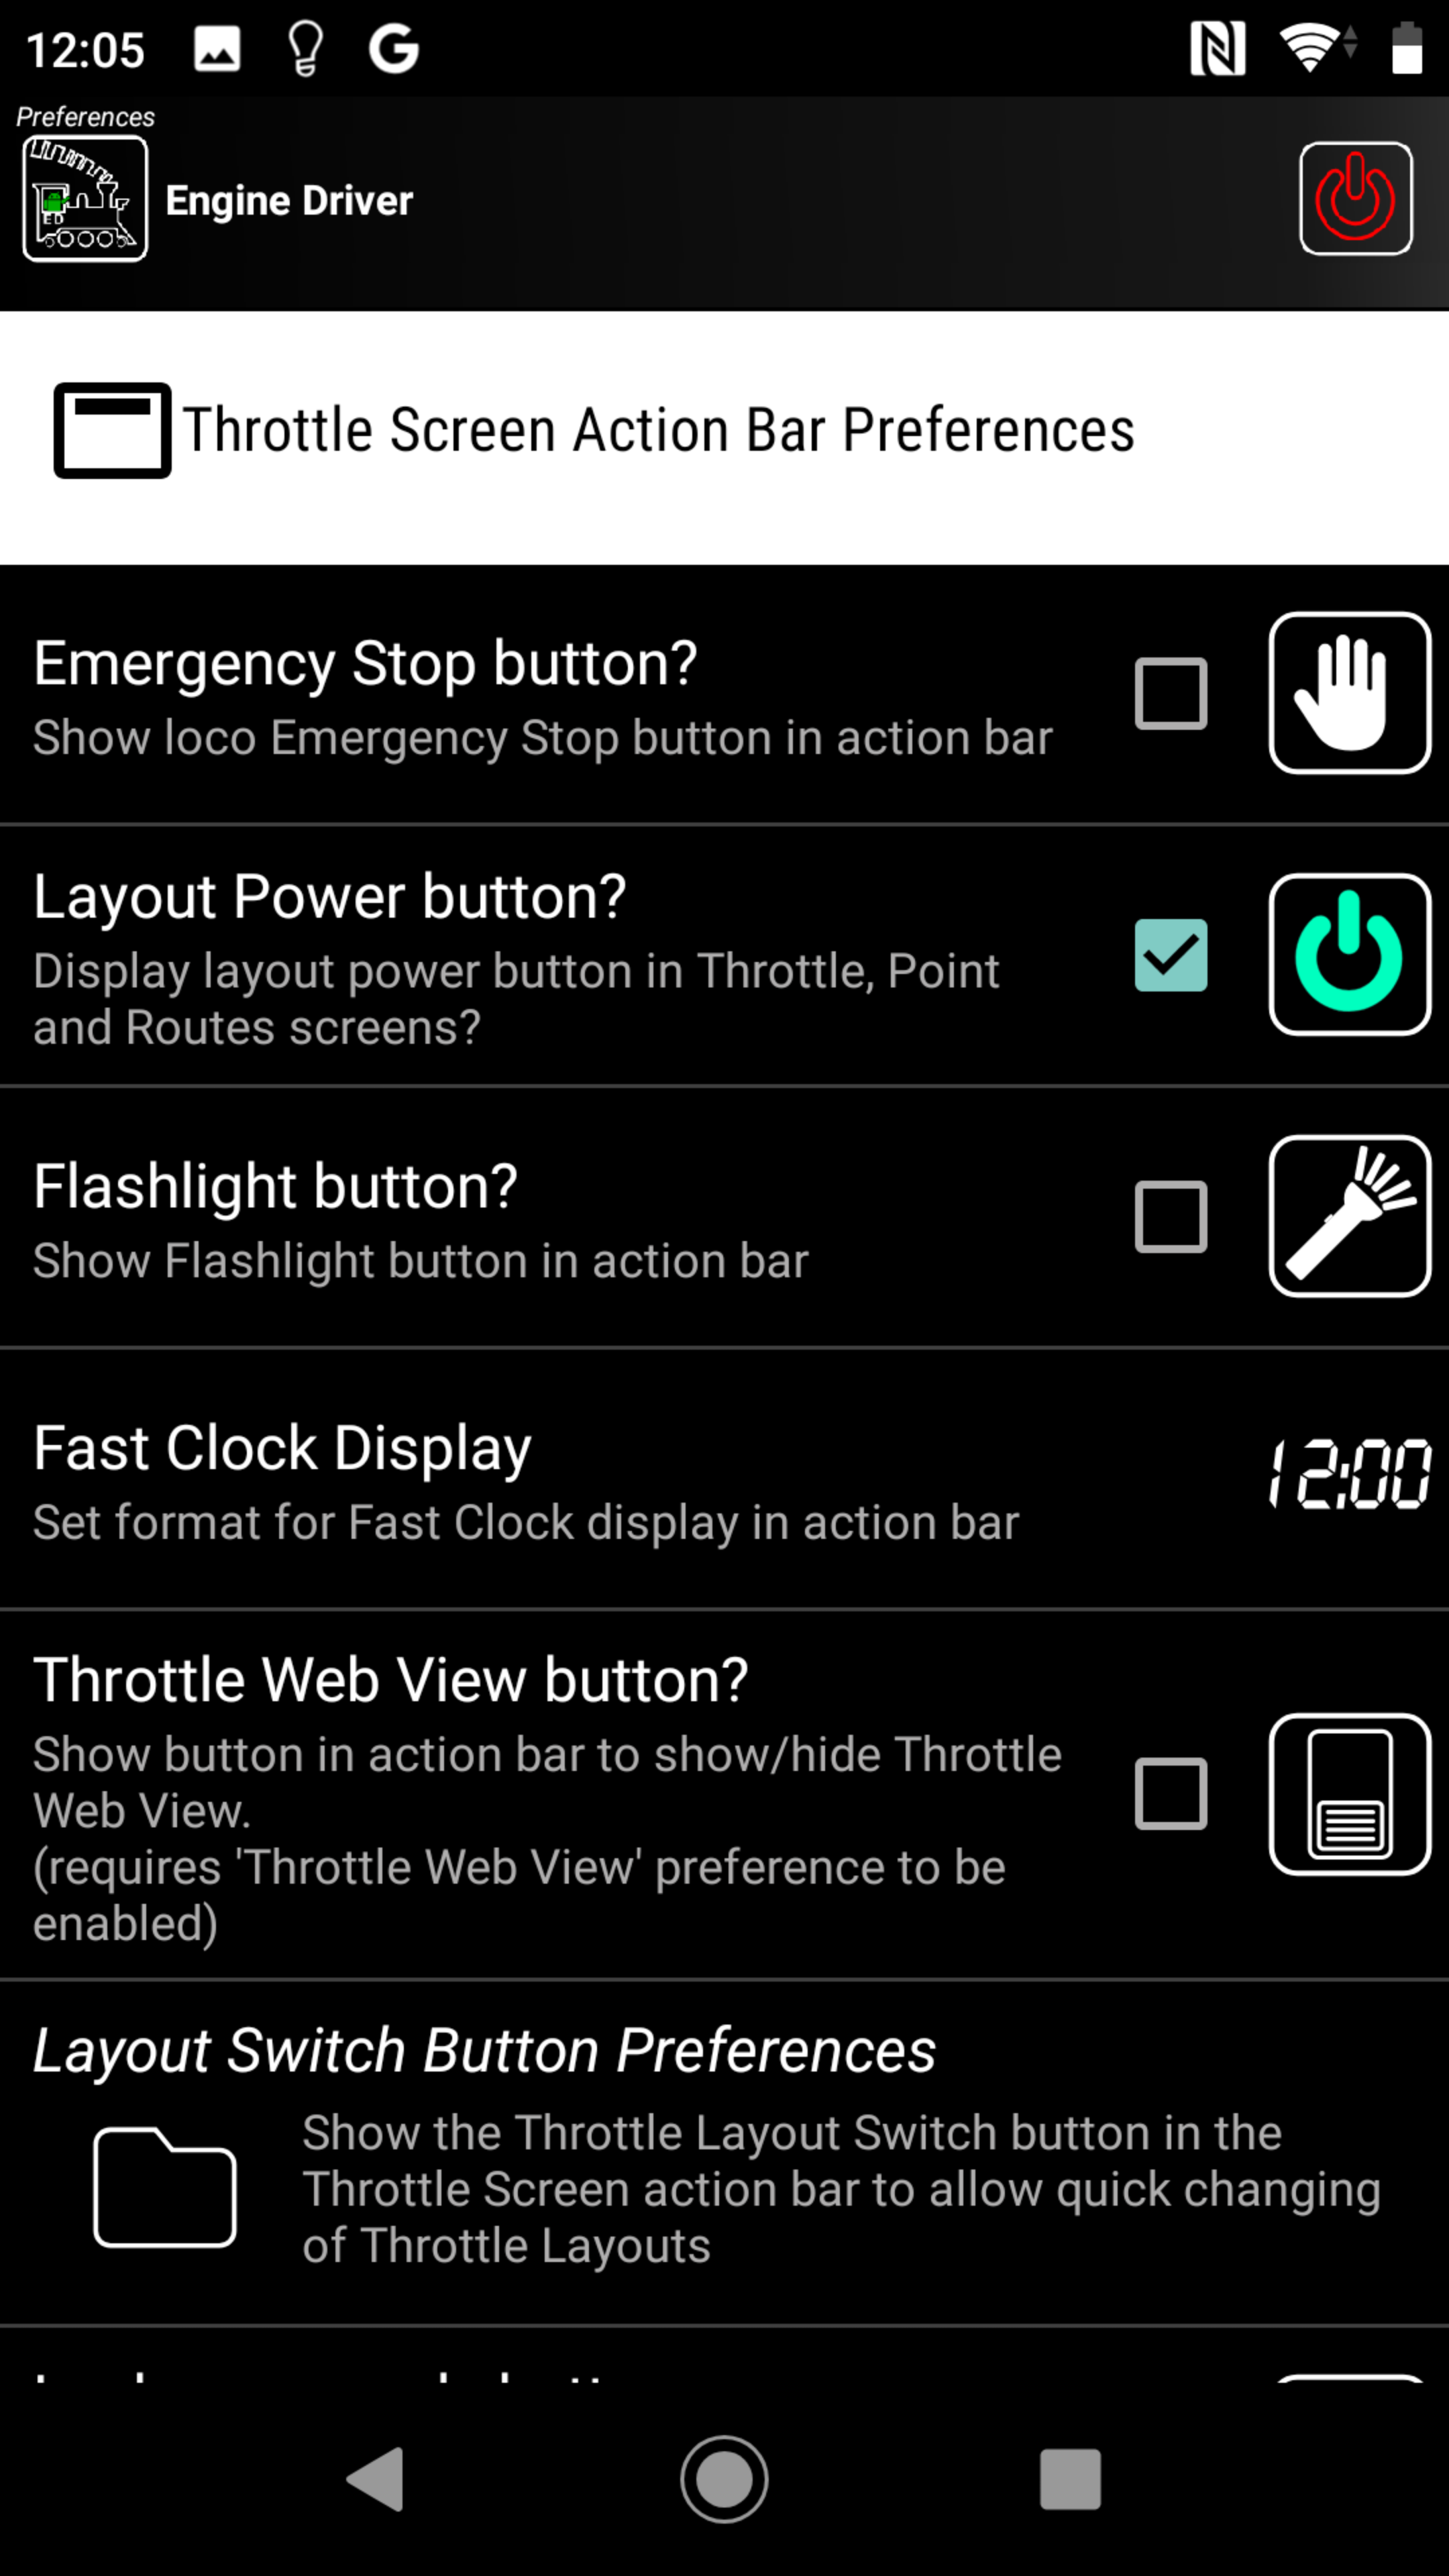 12:05
Preferences
ED
Engine Driver
Throttle Screen Action Bar Preferences
Emergency Stop button?
Show loco Emergency Stop button in action bar
Layout Power button?
Display layout power button in Throttle, Point
and Routes screens?
Flashlight button?
Show Flashlight button in action bar
Fast Clock Display
12:00
Set format for Fast Clock display in action bar
Throttle Web View button?
Show button in action bar to show/hide Throttle
Web View.
(requires 'Throttle Web View' preference to be
enabled)
Layout Switch Button Preferences
Show the Throttle Layout Switch button in the
Throttle Screen action bar to allow quick changing
of Throttle Layouts